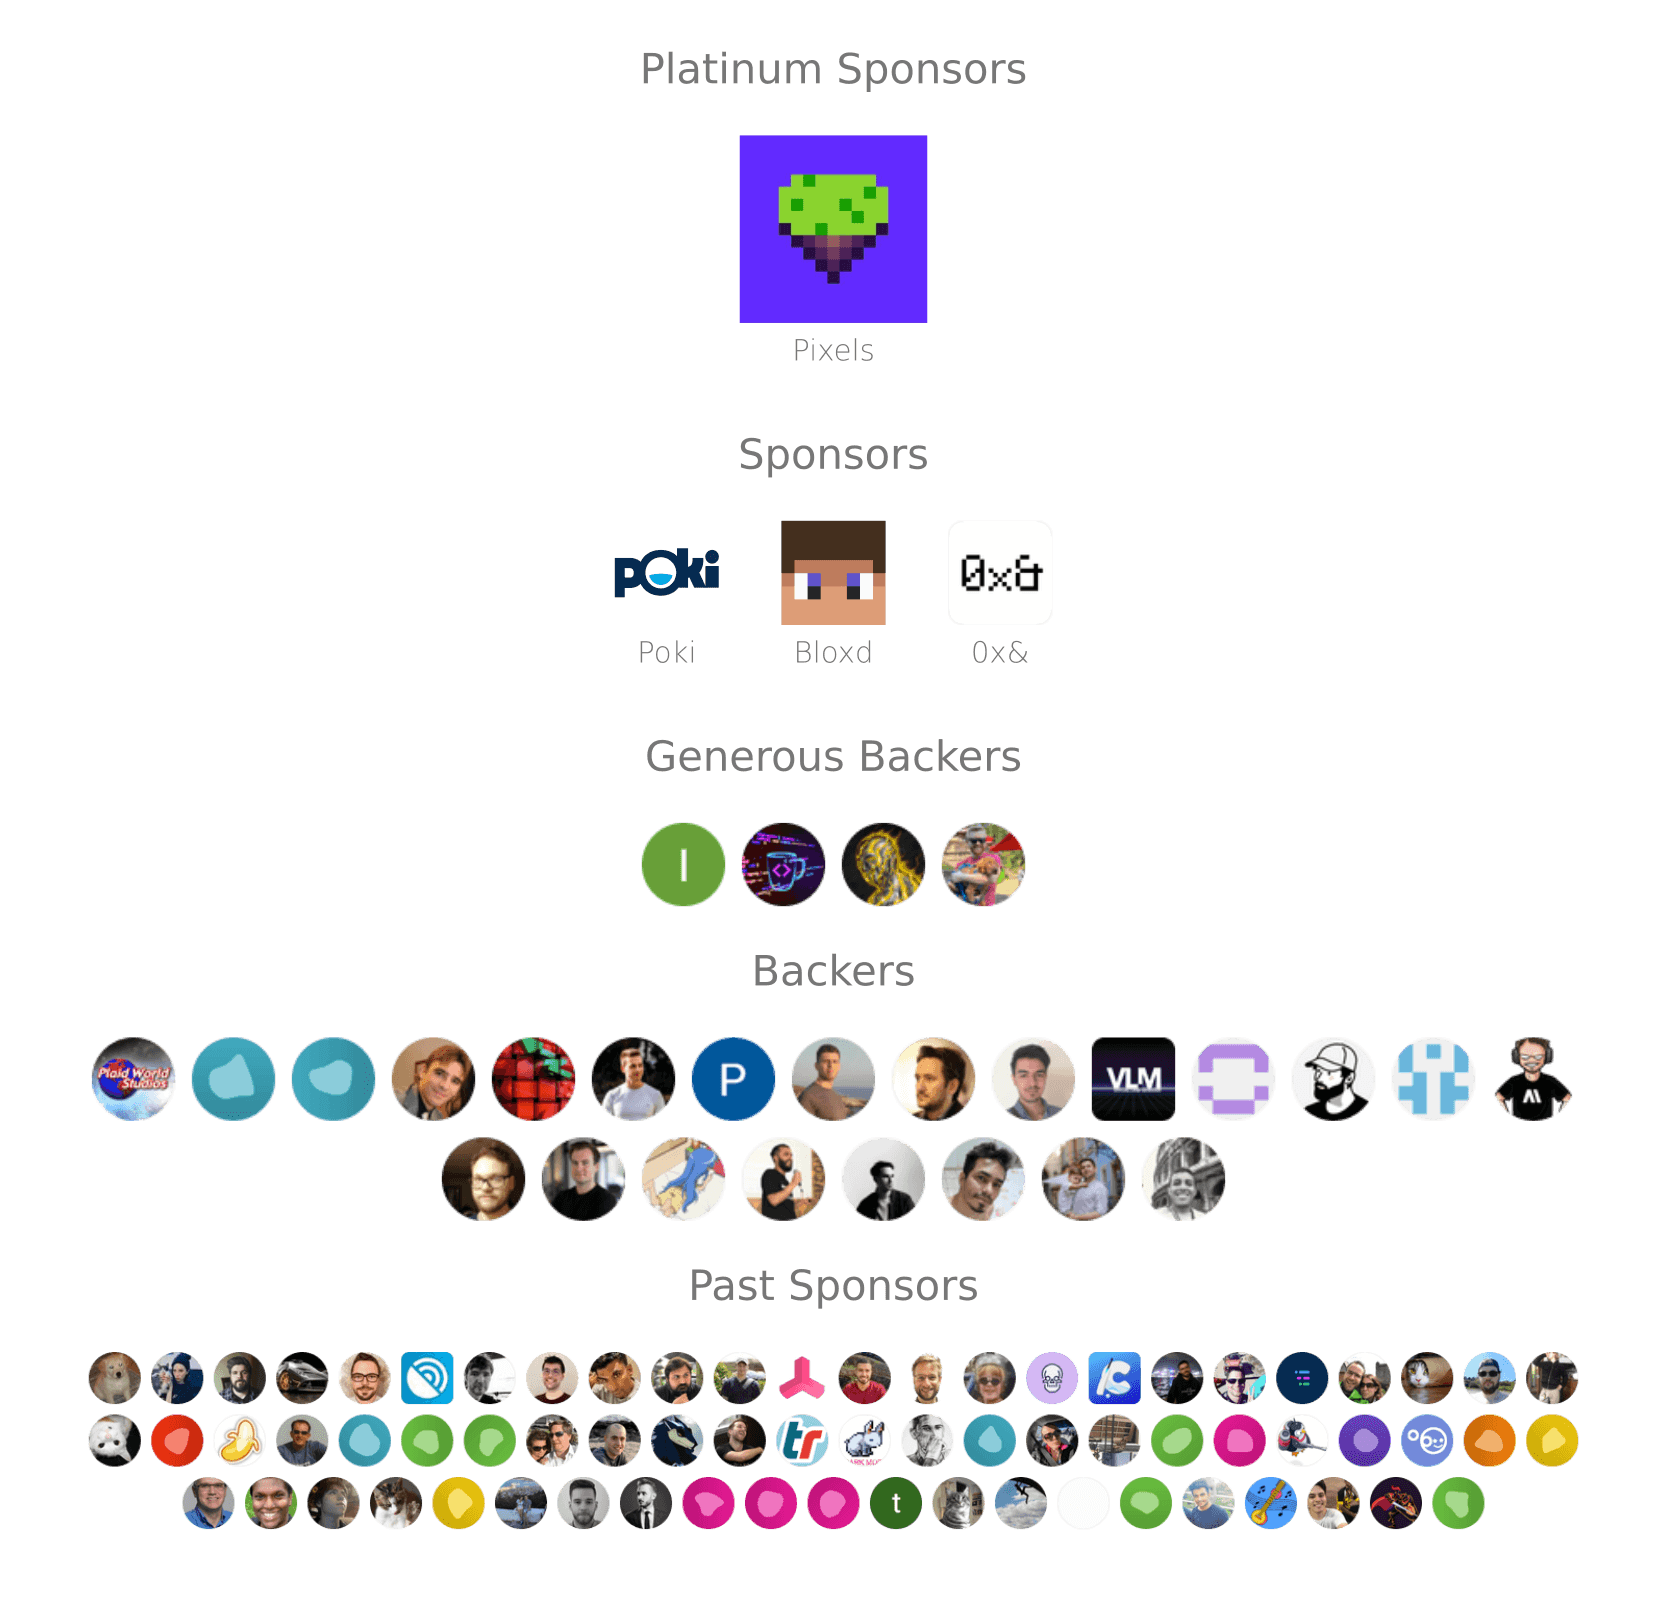 Platinum Sponsors
Pixels
Sponsors
poki
0x&
Poki Bloxd 0x&
Generous Backers
I
Backers
Plaid World Studios
P
VLM
Past Sponsors
C
tr
t